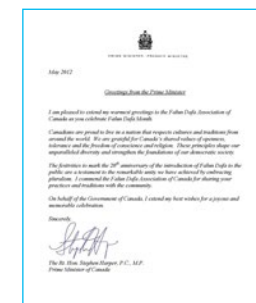 PRIME MINISTER · PREMIER MINISTRE
May 2012
Greetings from the Prime Minister
I am pleased to extend my warmest greetings to the Falun Dafa Association of
Canada as you celebrate Falun Dafa Month.
Canadians are proud to live in a nation that respects cultures and traditions from
around the world. We are grateful for Canada's shared values of openness,
tolerance and the freedom of conscience and religion. These principles shape our
unparalleled diversity and strengthen the foundations of our democratic society.
The festivities to mark the 20th anniversary of the introduction of Falun Dafa to the
public are a testament to the remarkable unity we have achieved by embracing
pluralism. I commend the Falun Dafa Association of Canada for sharing your
practices and traditions with the community.
On behalf of the Government of Canada, I extend my best wishes for a joyous and
memorable celebration.
Sincerely,
The Rt. Hon. Stephen Harper, P.C., M.P.
Prime Minister of Canada